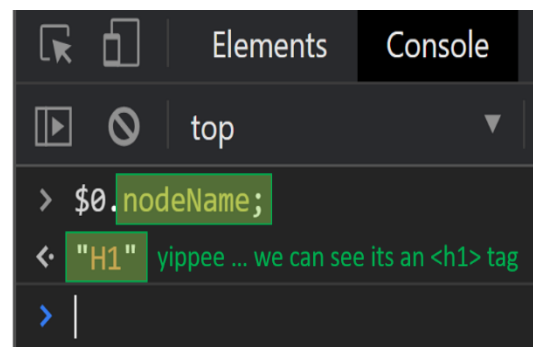 Elements Console
top
> $0.nodeName;
"H1" yippee ... we can see its an <h1> tag
>